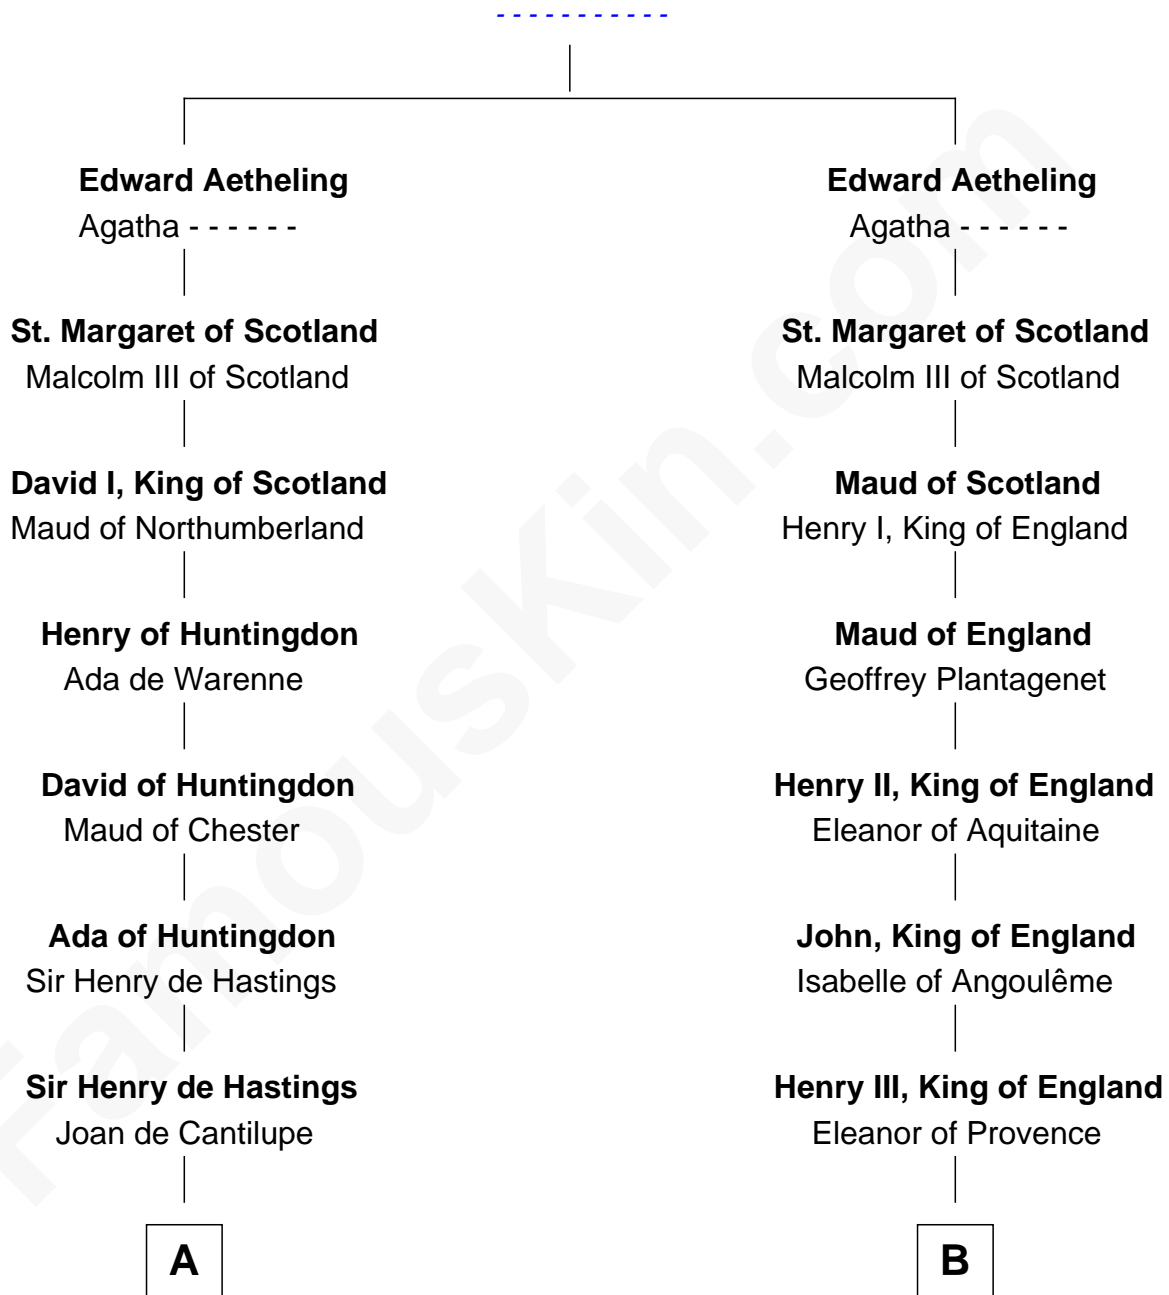 - - - - - - - - - - -
Edward Aetheling
Agatha - - - - - -
St. Margaret of Scotland
Malcolm III of Scotland
David I, King of Scotland
Maud of Northumberland
Henry of Huntingdon
Ada de Warenne
David of Huntingdon
Maud of Chester
Ada of Huntingdon
Sir Henry de Hastings
Sir Henry de Hastings
Joan de Cantilupe
A
Edward Aetheling
Agatha - - - - - -
St. Margaret of Scotland
Malcolm III of Scotland
Maud of Scotland
Henry I, King of England
Maud of England
Geoffrey Plantagenet
Henry II, King of England
Eleanor of Aquitaine
John, King of England
Isabelle of Angoulême
Henry III, King of England
Eleanor of Provence
B
FamousKin.com